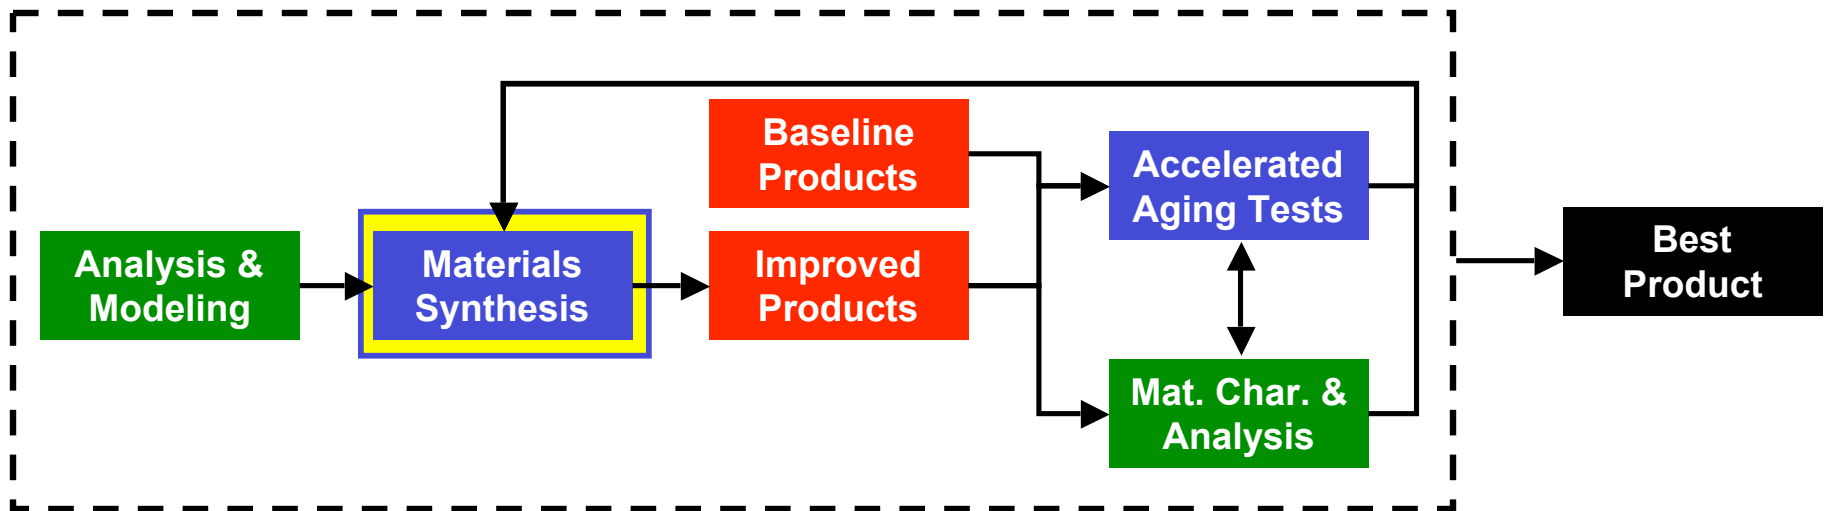 Analysis &
Modeling
Materials
Synthesis
Baseline
Products
Improved
Products
Accelerated
Aging Tests
Mat. Char. &
Analysis
Best
Product